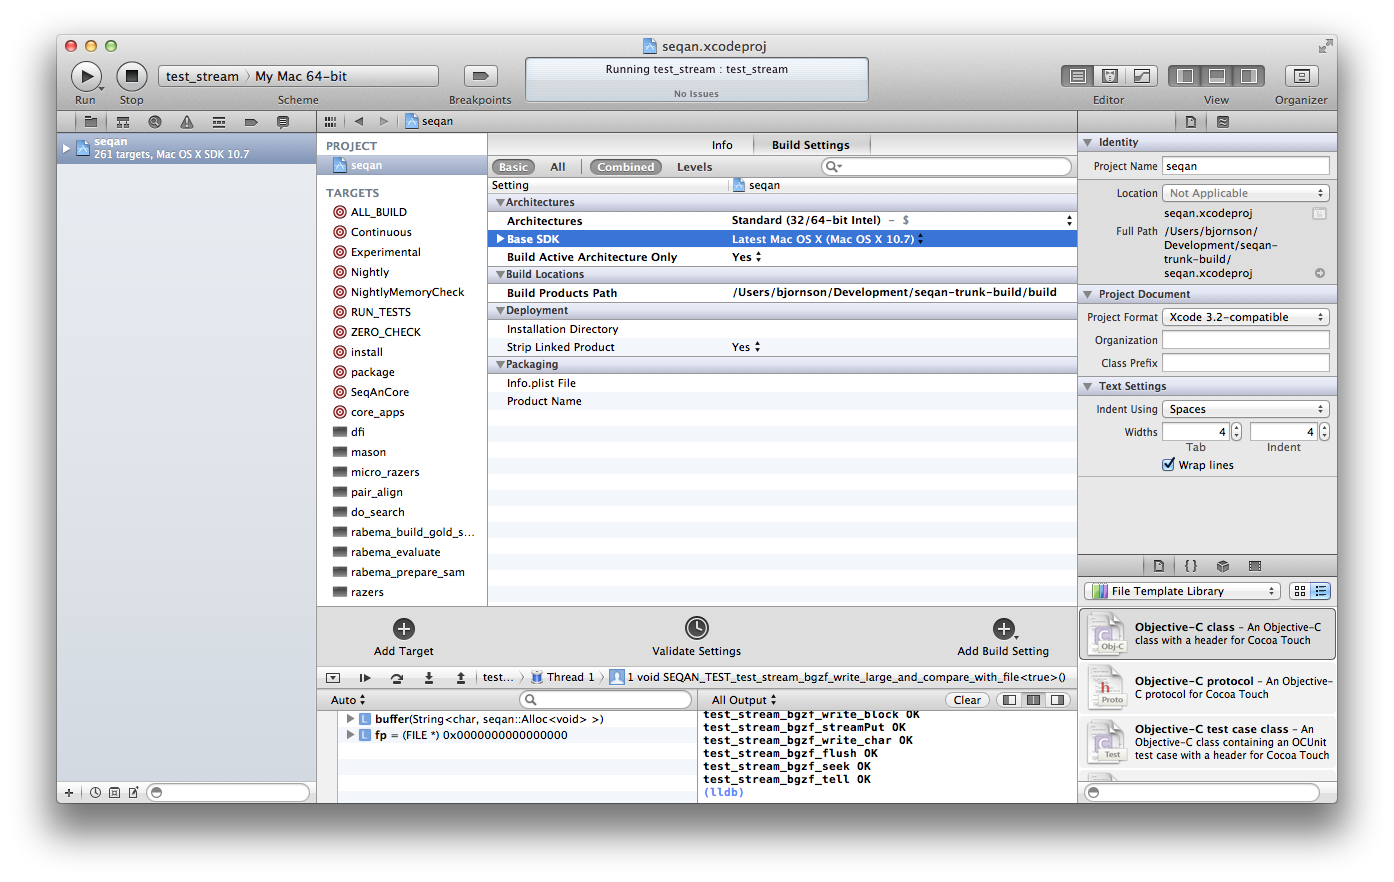 seqan.xcodeproj
test_stream 〉 My Mac 64-bit
Running test_stream : test_stream
No Issues
Run
Stop
Scheme
Breakpoints
Editor
View
Organizer
seqan
261 targets, Mac OS X SDK 10.7
seqan
PROJECT
seqan
TARGETS
ALL_BUILD
Continuous
Experimental
Nightly
NightlyMemoryCheck
RUN_TESTS
ZERO_CHECK
install
package
SeqAnCore
core_apps
dfi
mason
micro_razers
pair_align
do_search
rabema_build_gold_s...
rabema_evaluate
rabema_prepare_sam
razers
Info
Build Settings
Basic
All
Combined
Levels
Setting
seqan
Architectures
Architectures
Standard (32/64-bit Intel) – $
Base SDK
Latest Mac OS X (Mac OS X 10.7)
Build Active Architecture Only
Yes
Build Locations
Build Products Path
/Users/bjornson/Development/seqan-trunk-build/build
Deployment
Installation Directory
Strip Linked Product
Yes
Packaging
Info.plist File
Product Name
Add Target
Validate Settings
Add Build Setting
test... 〉 Thread 1 〉 1 void SEQAN_TEST_test_stream_bgzf_write_large_and_compare_with_file<true>()
Auto
buffer(String<char, seqan::Alloc<void> >)
fp = (FILE *) 0x0000000000000000
All Output
Clear
test_stream_bgzf_write_block OK
test_stream_bgzf_streamPut OK
test_stream_bgzf_write_char OK
test_stream_bgzf_flush OK
test_stream_bgzf_seek OK
test_stream_bgzf_tell OK
(lldb)
Identity
Project Name
seqan
Location
Not Applicable
seqan.xcodeproj
Full Path
/Users/bjornson/
Development/seqan-
trunk-build/
seqan.xcodeproj
Project Document
Project Format
Xcode 3.2-compatible
Organization
Class Prefix
Text Settings
Indent Using
Spaces
Widths
4
4
Tab
Indent
Wrap lines
{ }
File Template Library
Obj-C
Objective-C class – An Objective-C
class with a header for Cocoa Touch
Proto
Objective-C protocol – An Objective-
C protocol for Cocoa Touch
Test
Objective-C test case class – An
Objective-C class containing an OCUnit
test case with a header for Cocoa Touch